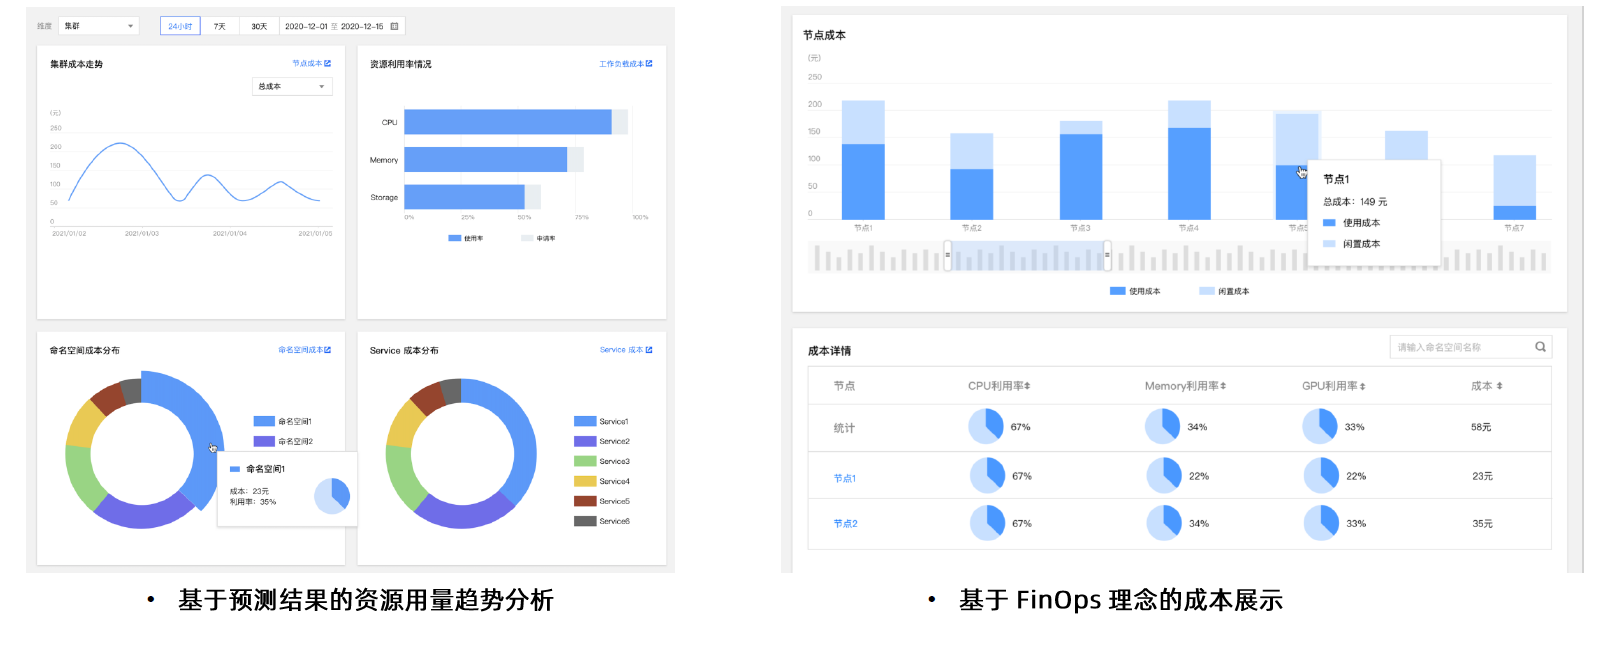 维度 集群 24小时 7天 30天 2020-12-01 至 2020-12-15
集群成本走势 节点成本
总成本
(元)
250
200
150
100
50
0
2021/01/02 2021/01/03 2021/01/04 2021/01/05
资源利用率情况 工作负载成本
CPU
Memory
Storage
0% 25% 50% 75% 100%
使用率 申请率
命名空间成本分布 命名空间成本
命名空间1
命名空间2
命名空间1
成本：23元
利用率：35%
Service 成本分布 Service 成本
Service1
Service2
Service3
Service4
Service5
Service6
• 基于预测结果的资源用量趋势分析
节点成本
(元)
250
200
150
100
50
0
节点1 节点2 节点3 节点4 节点5 节点7
节点1
总成本：149 元
使用成本
闲置成本
使用成本 闲置成本
成本详情 请输入命名空间名称
节点 CPU利用率 Memory利用率 GPU利用率 成本
统计 67% 34% 33% 58元
节点1 67% 22% 22% 23元
节点2 67% 34% 33% 35元
• 基于 FinOps 理念的成本展示